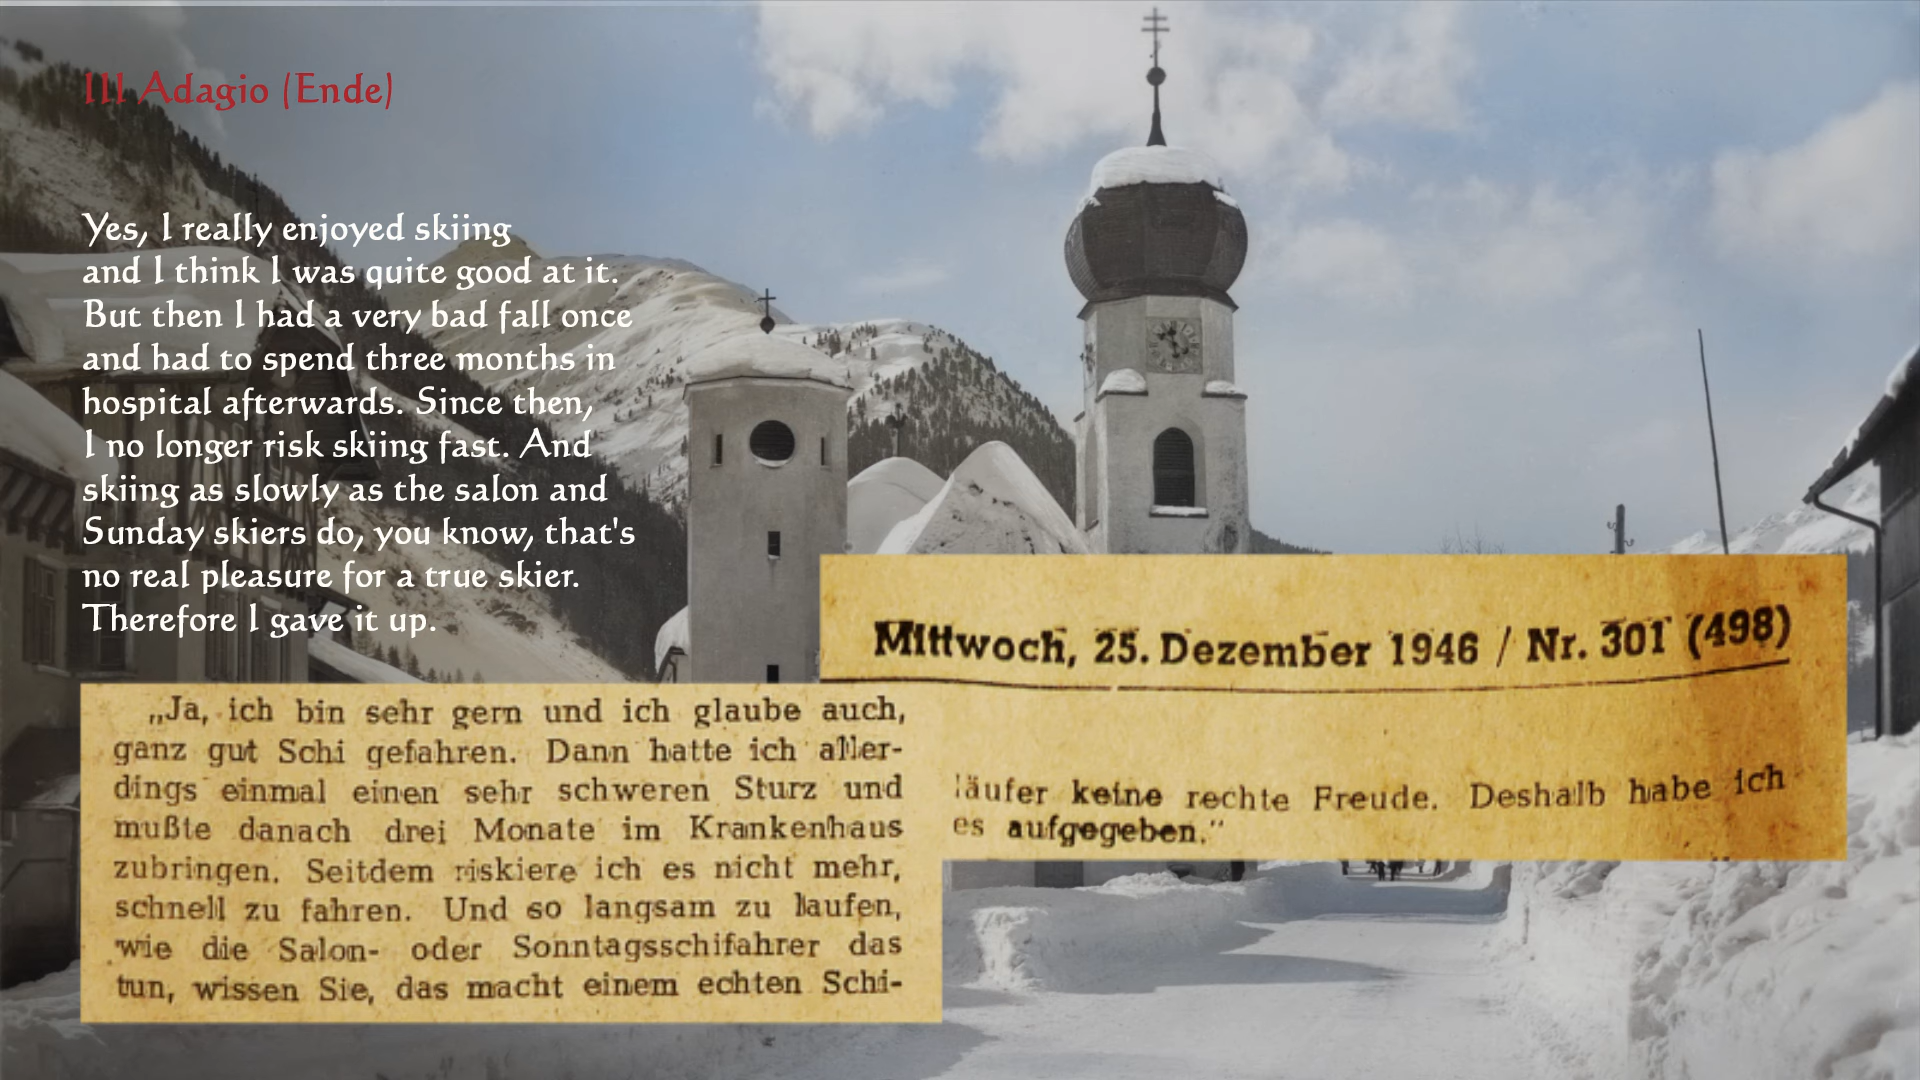 III Adagio (Ende)
Yes, I really enjoyed skiing
and I think I was quite good at it.
But then I had a very bad fall once
and had to spend three months in
hospital afterwards. Since then,
I no longer risk skiing fast. And
skiing as slowly as the salon and
Sunday skiers do, you know, that's
no real pleasure for a true skier.
Therefore I gave it up.
Mittwoch, 25. Dezember 1946 / Nr. 301 (498)
„Ja, ich bin sehr gern und ich glaube auch,
ganz gut Schi gefahren. Dann hatte ich aller-
dings einmal einen sehr schweren Sturz und
mußte danach drei Monate im Krankenhaus
zubringen. Seitdem riskiere ich es nicht mehr,
schnell zu fahren. Und so langsam zu laufen,
wie die Salon- oder Sonntagsschifahrer das
tun, wissen Sie, das macht einem echten Schi-
läufer keine rechte Freude. Deshalb habe ich
es aufgegeben.“